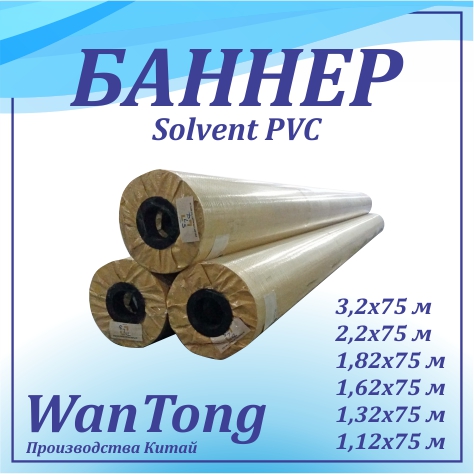 БАННЕР
Solvent PVC
3,2x75 м
2,2x75 м
1,82x75 м
1,62x75 м
1,32x75 м
1,12x75 м
WanTong
Производства Китай